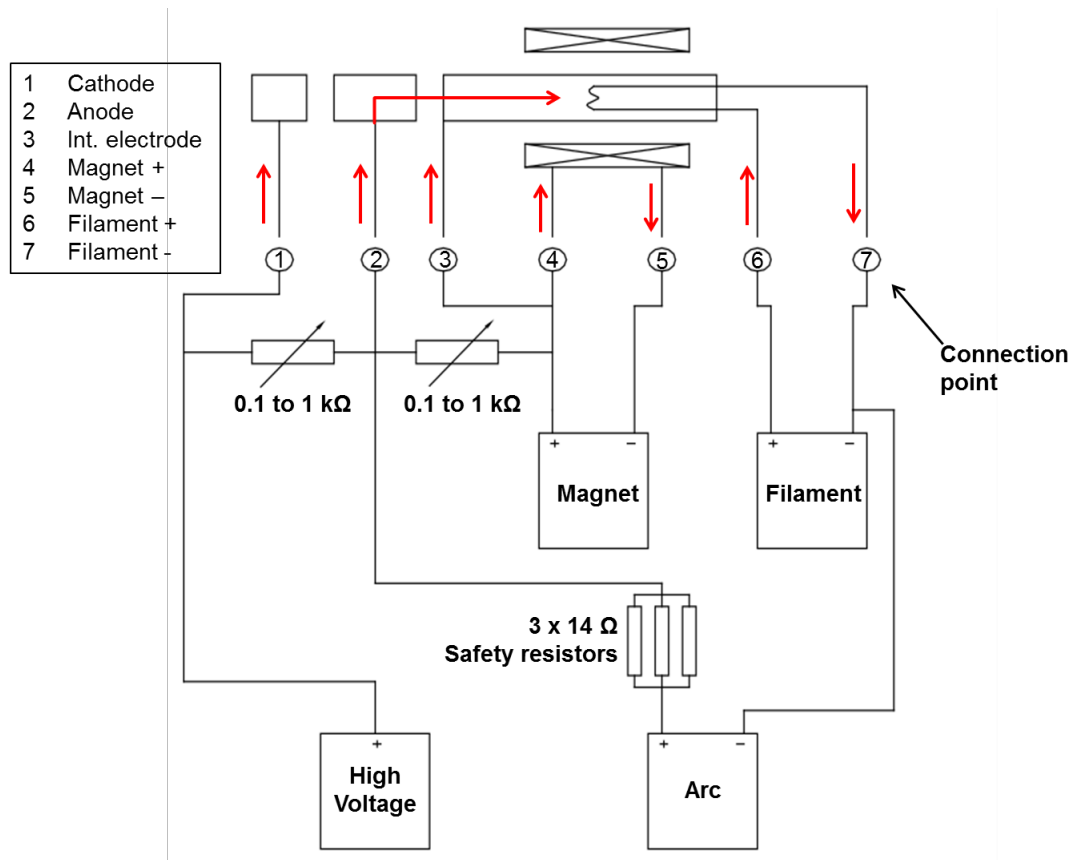 1 Cathode
2 Anode
3 Int. electrode
4 Magnet +
5 Magnet –
6 Filament +
7 Filament -
1 2 3 4 5 6 7
Connection
point
0.1 to 1 kΩ 0.1 to 1 kΩ
+ – + –
Magnet Filament
3 x 14 Ω
Safety resistors
+ + –
High
Voltage
Arc